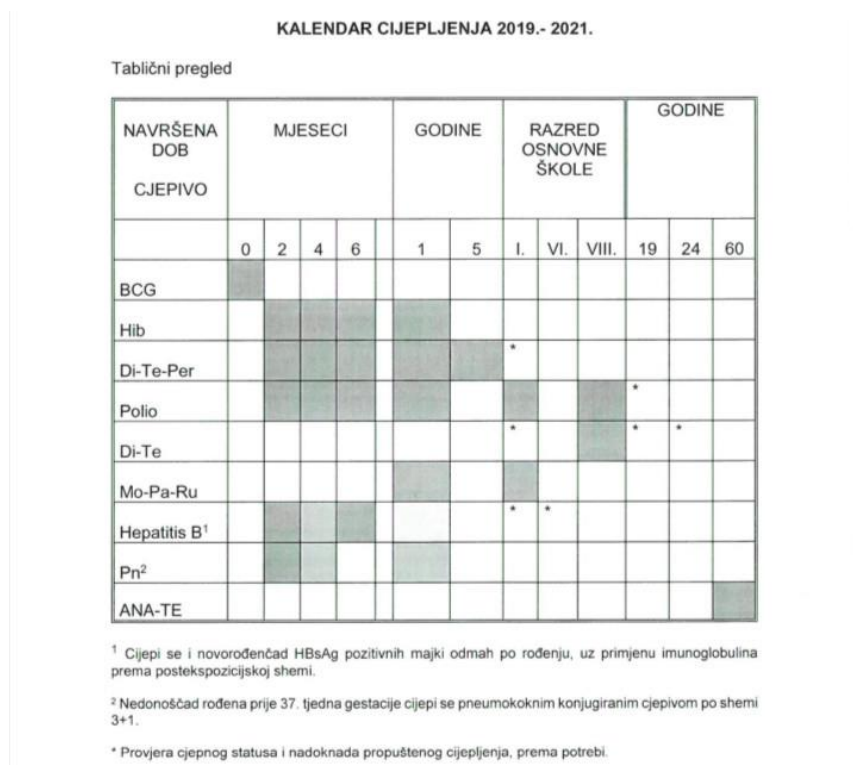 KALENDAR CIJEPLJENJA 2019.- 2021.
Tablični pregled
NAVRŠENA DOB CJEPIVO MJESECI GODINE RAZRED OSNOVNE ŠKOLE GODINE
0 2 4 6 1 5 I. VI. VIII. 19 24 60
BCG
Hib
Di-Te-Per *
Polio *
Di-Te * * *
Mo-Pa-Ru
Hepatitis B¹ * *
Pn²
ANA-TE
¹ Cijepi se i novorođenčad HBsAg pozitivnih majki odmah po rođenju, uz primjenu imunoglobulina
prema postekspozicijskoj shemi.
² Nedonoščad rođena prije 37. tjedna gestacije cijepi se pneumokoknim konjugiranim cjepivom po shemi
3+1.
* Provjera cjepnog statusa i nadoknada propuštenog cijepljenja, prema potrebi.